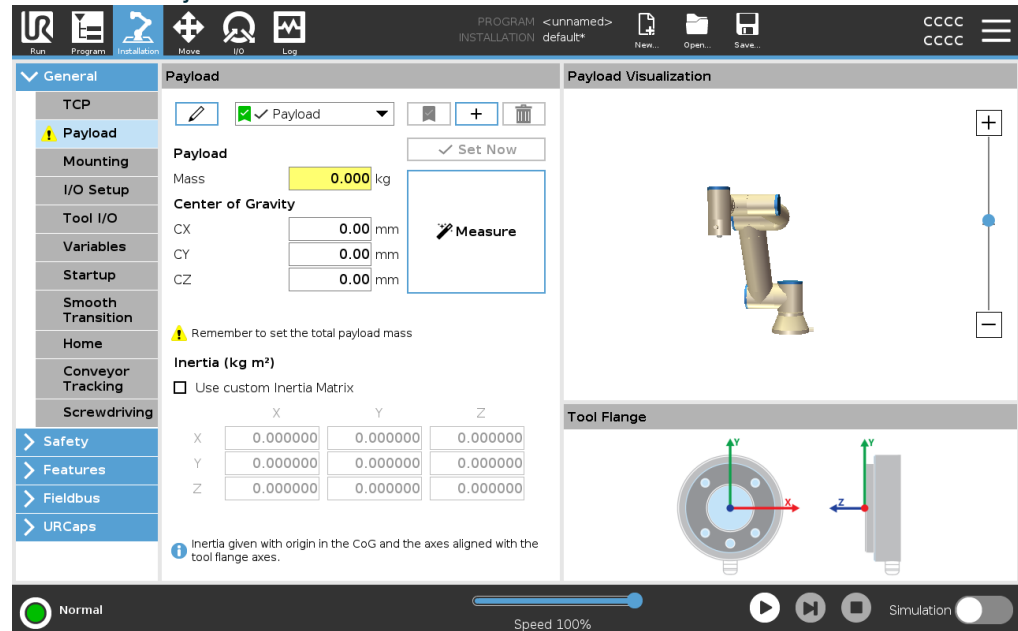 PROGRAM <unnamed>
INSTALLATION default*
UR
Run
Program
Installation
Move
I/O
Log
New...
Open...
Save...
CCCC
CCCC
General
TCP
Payload
Mounting
I/O Setup
Tool I/O
Variables
Startup
Smooth
Transition
Home
Conveyor
Tracking
Screwdriving
Safety
Features
Fieldbus
URCaps
Payload
Payload
Set Now
Payload
Mass 0.000 kg
Center of Gravity
CX 0.00 mm
CY 0.00 mm
CZ 0.00 mm
Measure
Remember to set the total payload mass
Inertia (kg m²)
Use custom Inertia Matrix
X Y Z
X 0.000000 0.000000 0.000000
Y 0.000000 0.000000 0.000000
Z 0.000000 0.000000 0.000000
Inertia given with origin in the CoG and the axes aligned with the
tool flange axes.
Payload Visualization
Tool Flange
Y
X
Y
Z
Normal
Speed 100%
Simulation